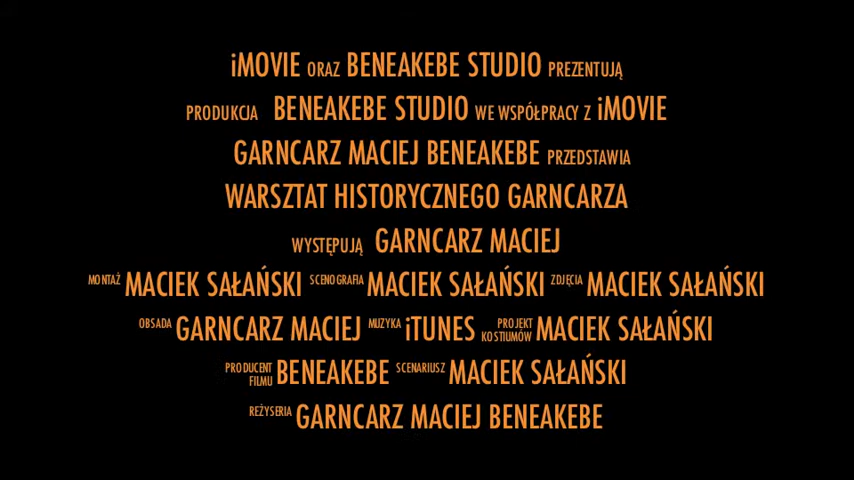 iMOVIE ORAZ BENEAKEBE STUDIO PREZENTUJĄ
PRODUKCJA BENEAKEBE STUDIO WE WSPÓŁPRACY Z iMOVIE
GARNCARZ MACIEJ BENEAKEBE PRZEDSTAWIA
WARSZTAT HISTORYCZNEGO GARNCARZA
WYSTĘPUJĄ GARNCARZ MACIEJ
MONTAŻ MACIEK SAŁAŃSKI SCENOGRAFIA MACIEK SAŁAŃSKI ZDJĘCIA MACIEK SAŁAŃSKI
OBSADA GARNCARZ MACIEJ MUZYKA iTUNES PROJEKT KOSTIUMÓW MACIEK SAŁAŃSKI
PRODUCENT FILMU BENEAKEBE SCENARIUSZ MACIEK SAŁAŃSKI
REŻYSERIA GARNCARZ MACIEJ BENEAKEBE